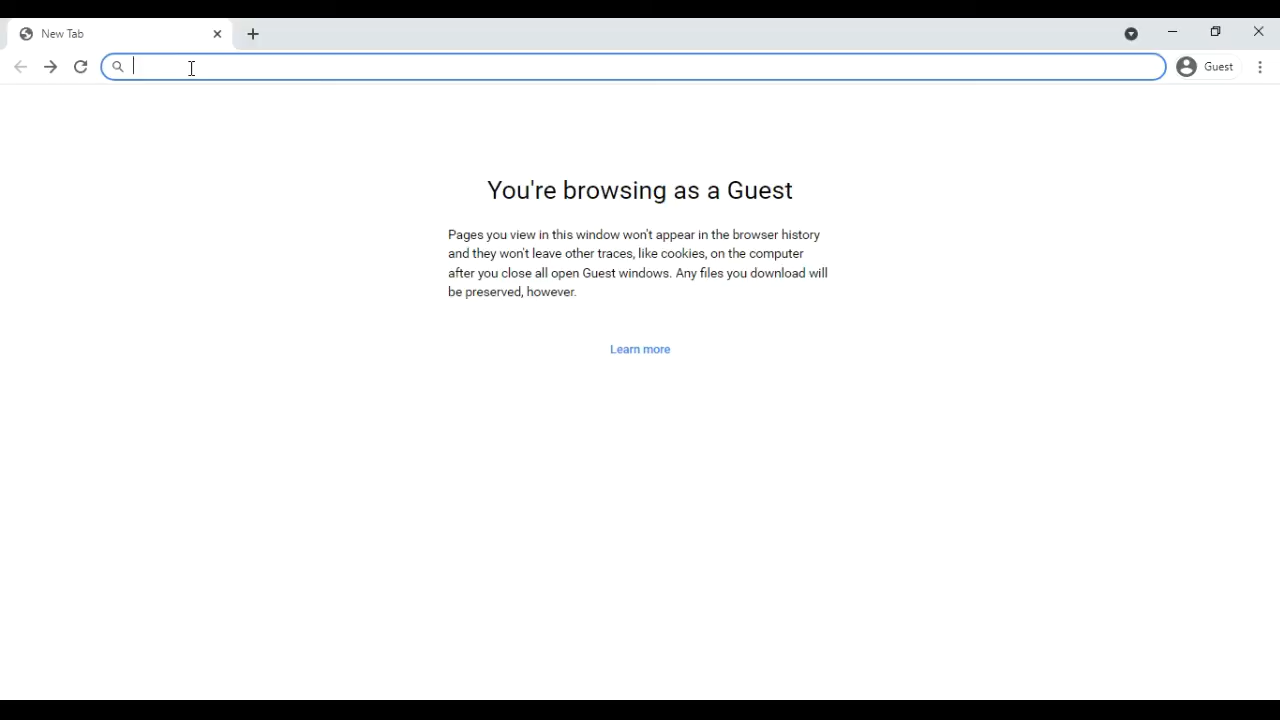 New Tab
Guest
You're browsing as a Guest
Pages you view in this window won't appear in the browser history
and they won't leave other traces, like cookies, on the computer
after you close all open Guest windows. Any files you download will
be preserved, however.
Learn more